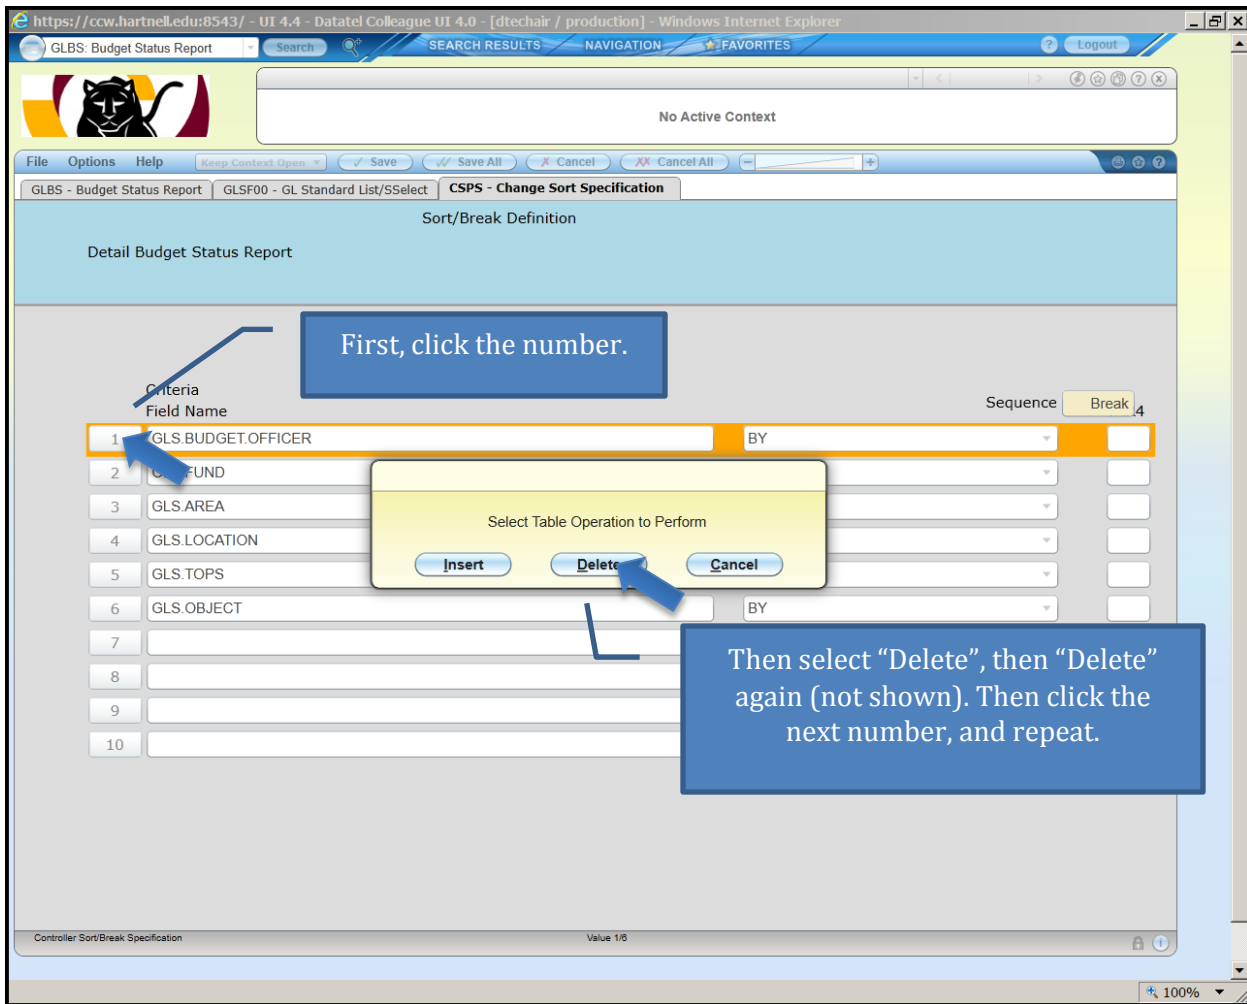 https://ccw.hartnell.edu:8543/ - UI 4.4 - Datatel Colleague UI 4.0 - [dtechair / production] - Windows Internet Explorer
GLBS: Budget Status Report
Search
SEARCH RESULTS
NAVIGATION
FAVORITES
? Logout
No Active Context
File Options Help Keep Context Open Save Save All Cancel Cancel All
GLBS - Budget Status Report GLSF00 - GL Standard List/SSelect CSPS - Change Sort Specification
Sort/Break Definition
Detail Budget Status Report
First, click the number.
Criteria
Field Name Sequence Break
1 GLS.BUDGET.OFFICER BY
2 FUND
3 GLS.AREA
4 GLS.LOCATION
5 GLS.TOPS
6 GLS.OBJECT BY
7
8
9
10
Select Table Operation to Perform
Insert Delete Cancel
Then select “Delete”, then “Delete”
again (not shown). Then click the
next number, and repeat.
Controller Sort/Break Specification Value 1/6
100%